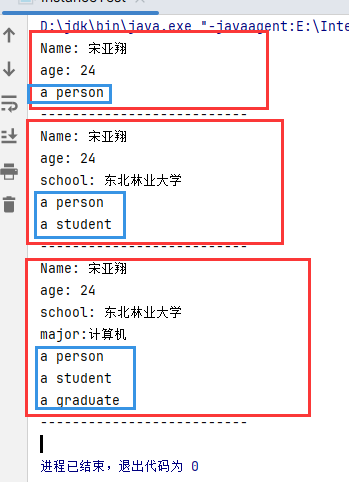 InstanceTest
D:\jdk\bin\java.exe "-javaagent:E:\Inte
Name: 宋亚翔
age: 24
a person
--------------------------
Name: 宋亚翔
age: 24
school: 东北林业大学
a person
a student
--------------------------
Name: 宋亚翔
age: 24
school: 东北林业大学
major:计算机
a person
a student
a graduate
--------------------------
进程已结束，退出代码为 0